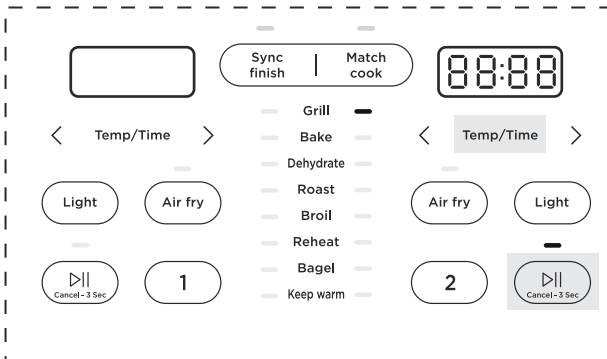 Sync finish
Match cook
88:88
Temp/Time
Grill
Bake
Dehydrate
Roast
Broil
Reheat
Bagel
Keep warm
Temp/Time
Light
Air fry
Air fry
Light
Cancel-3 Sec
1
2
Cancel-3 Sec